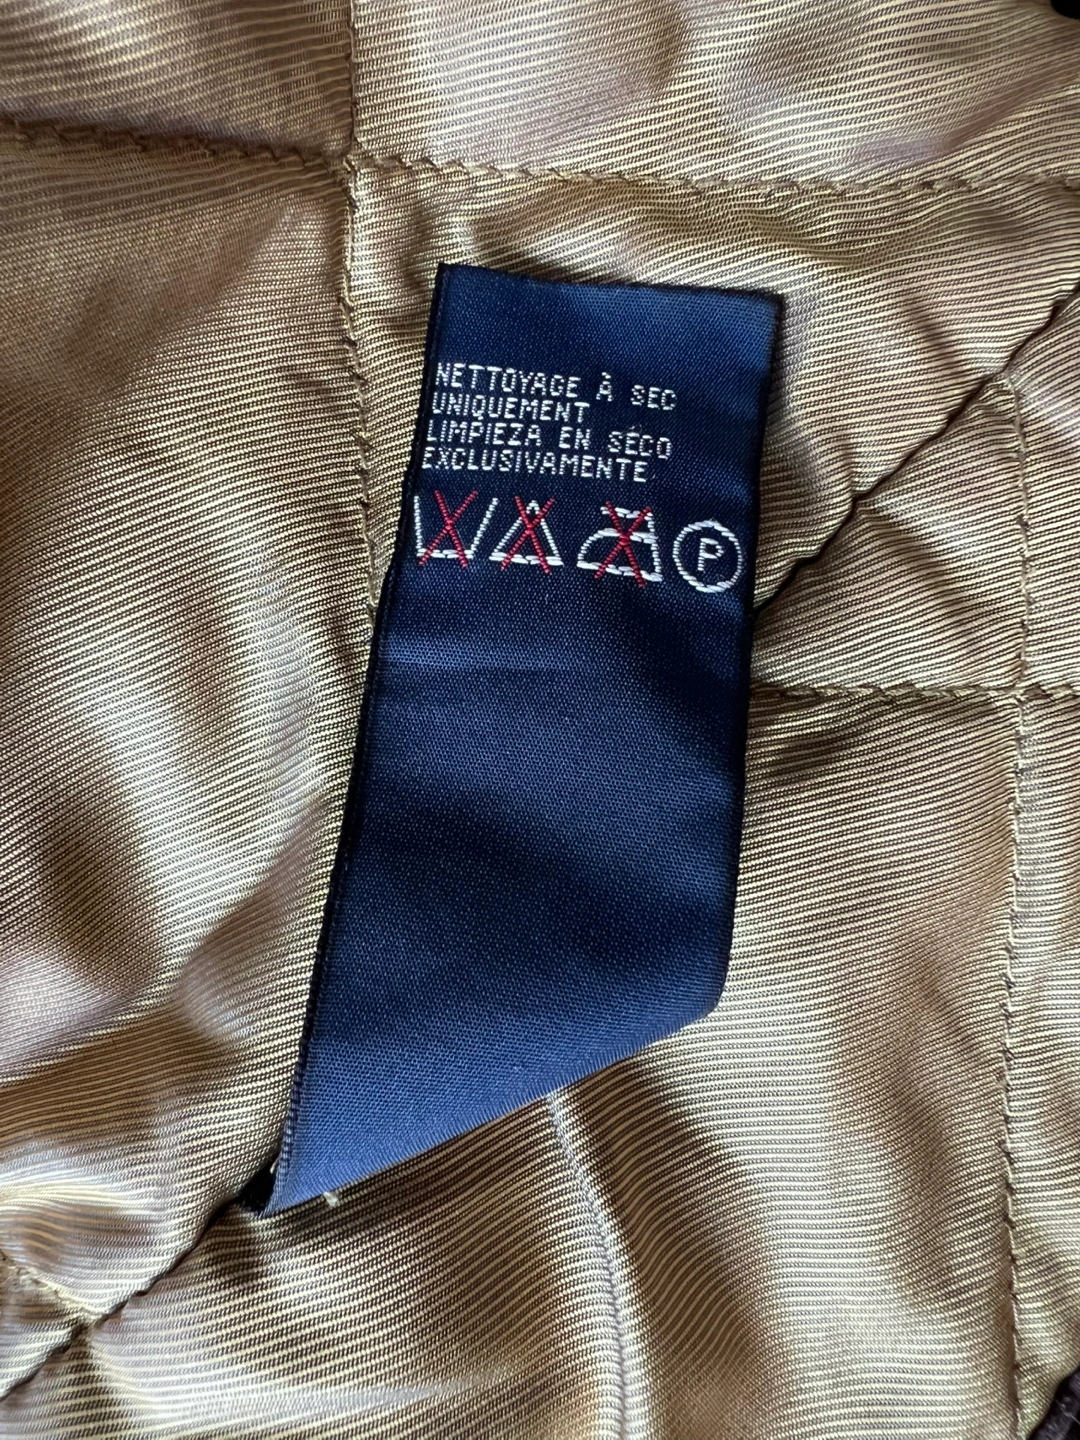 NETTOYAGE À SEC
UNIQUEMENT
LIMPIEZA EN SECO
EXCLUSIVAMENTE
P